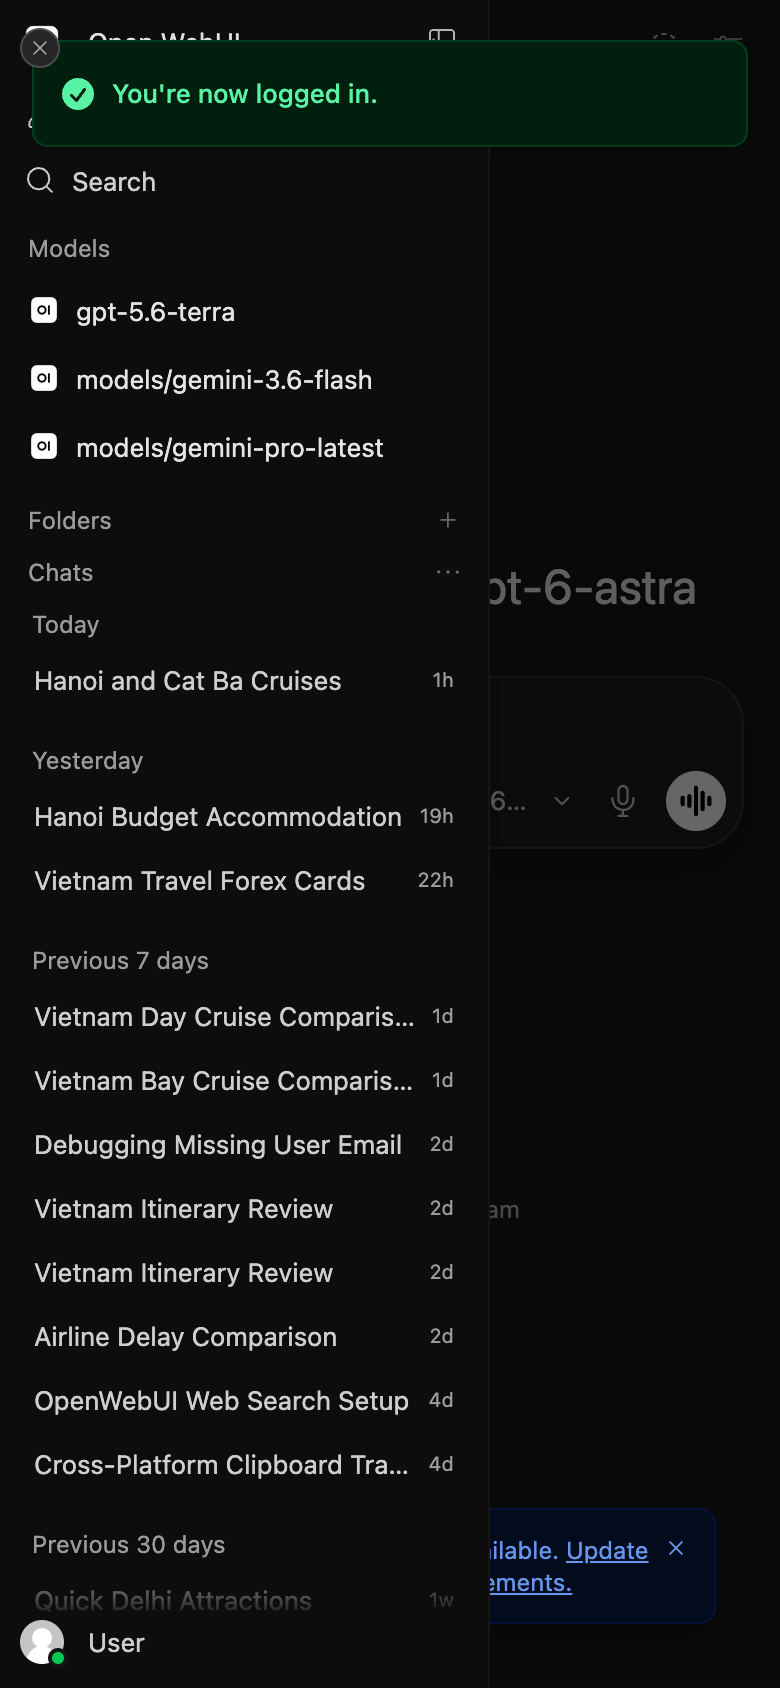 Open WebUI
You're now logged in.
Search
Models
OI gpt-5.6-terra
OI models/gemini-3.6-flash
OI models/gemini-pro-latest
Folders
Chats
Today
Hanoi and Cat Ba Cruises 1h
Yesterday
Hanoi Budget Accommodation 19h
Vietnam Travel Forex Cards 22h
Previous 7 days
Vietnam Day Cruise Comparis... 1d
Vietnam Bay Cruise Comparis... 1d
Debugging Missing User Email 2d
Vietnam Itinerary Review 2d
Vietnam Itinerary Review 2d
Airline Delay Comparison 2d
OpenWebUI Web Search Setup 4d
Cross-Platform Clipboard Tra... 4d
Previous 30 days
Quick Delhi Attractions 1w
User
pt-6-astra
6...
am
ilable. Update
ements.